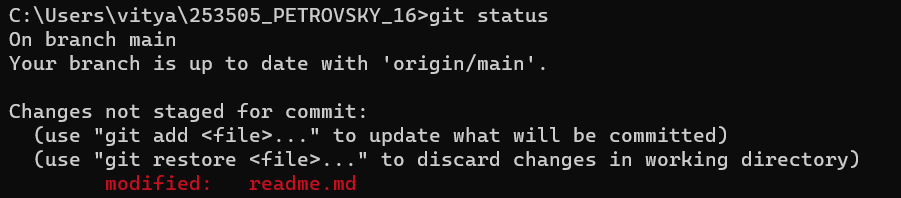 C:\Users\vitya\253505_PETROVSKY_16>git status
On branch main
Your branch is up to date with 'origin/main'.
Changes not staged for commit:
  (use "git add <file>..." to update what will be committed)
  (use "git restore <file>..." to discard changes in working directory)
        modified:   readme.md